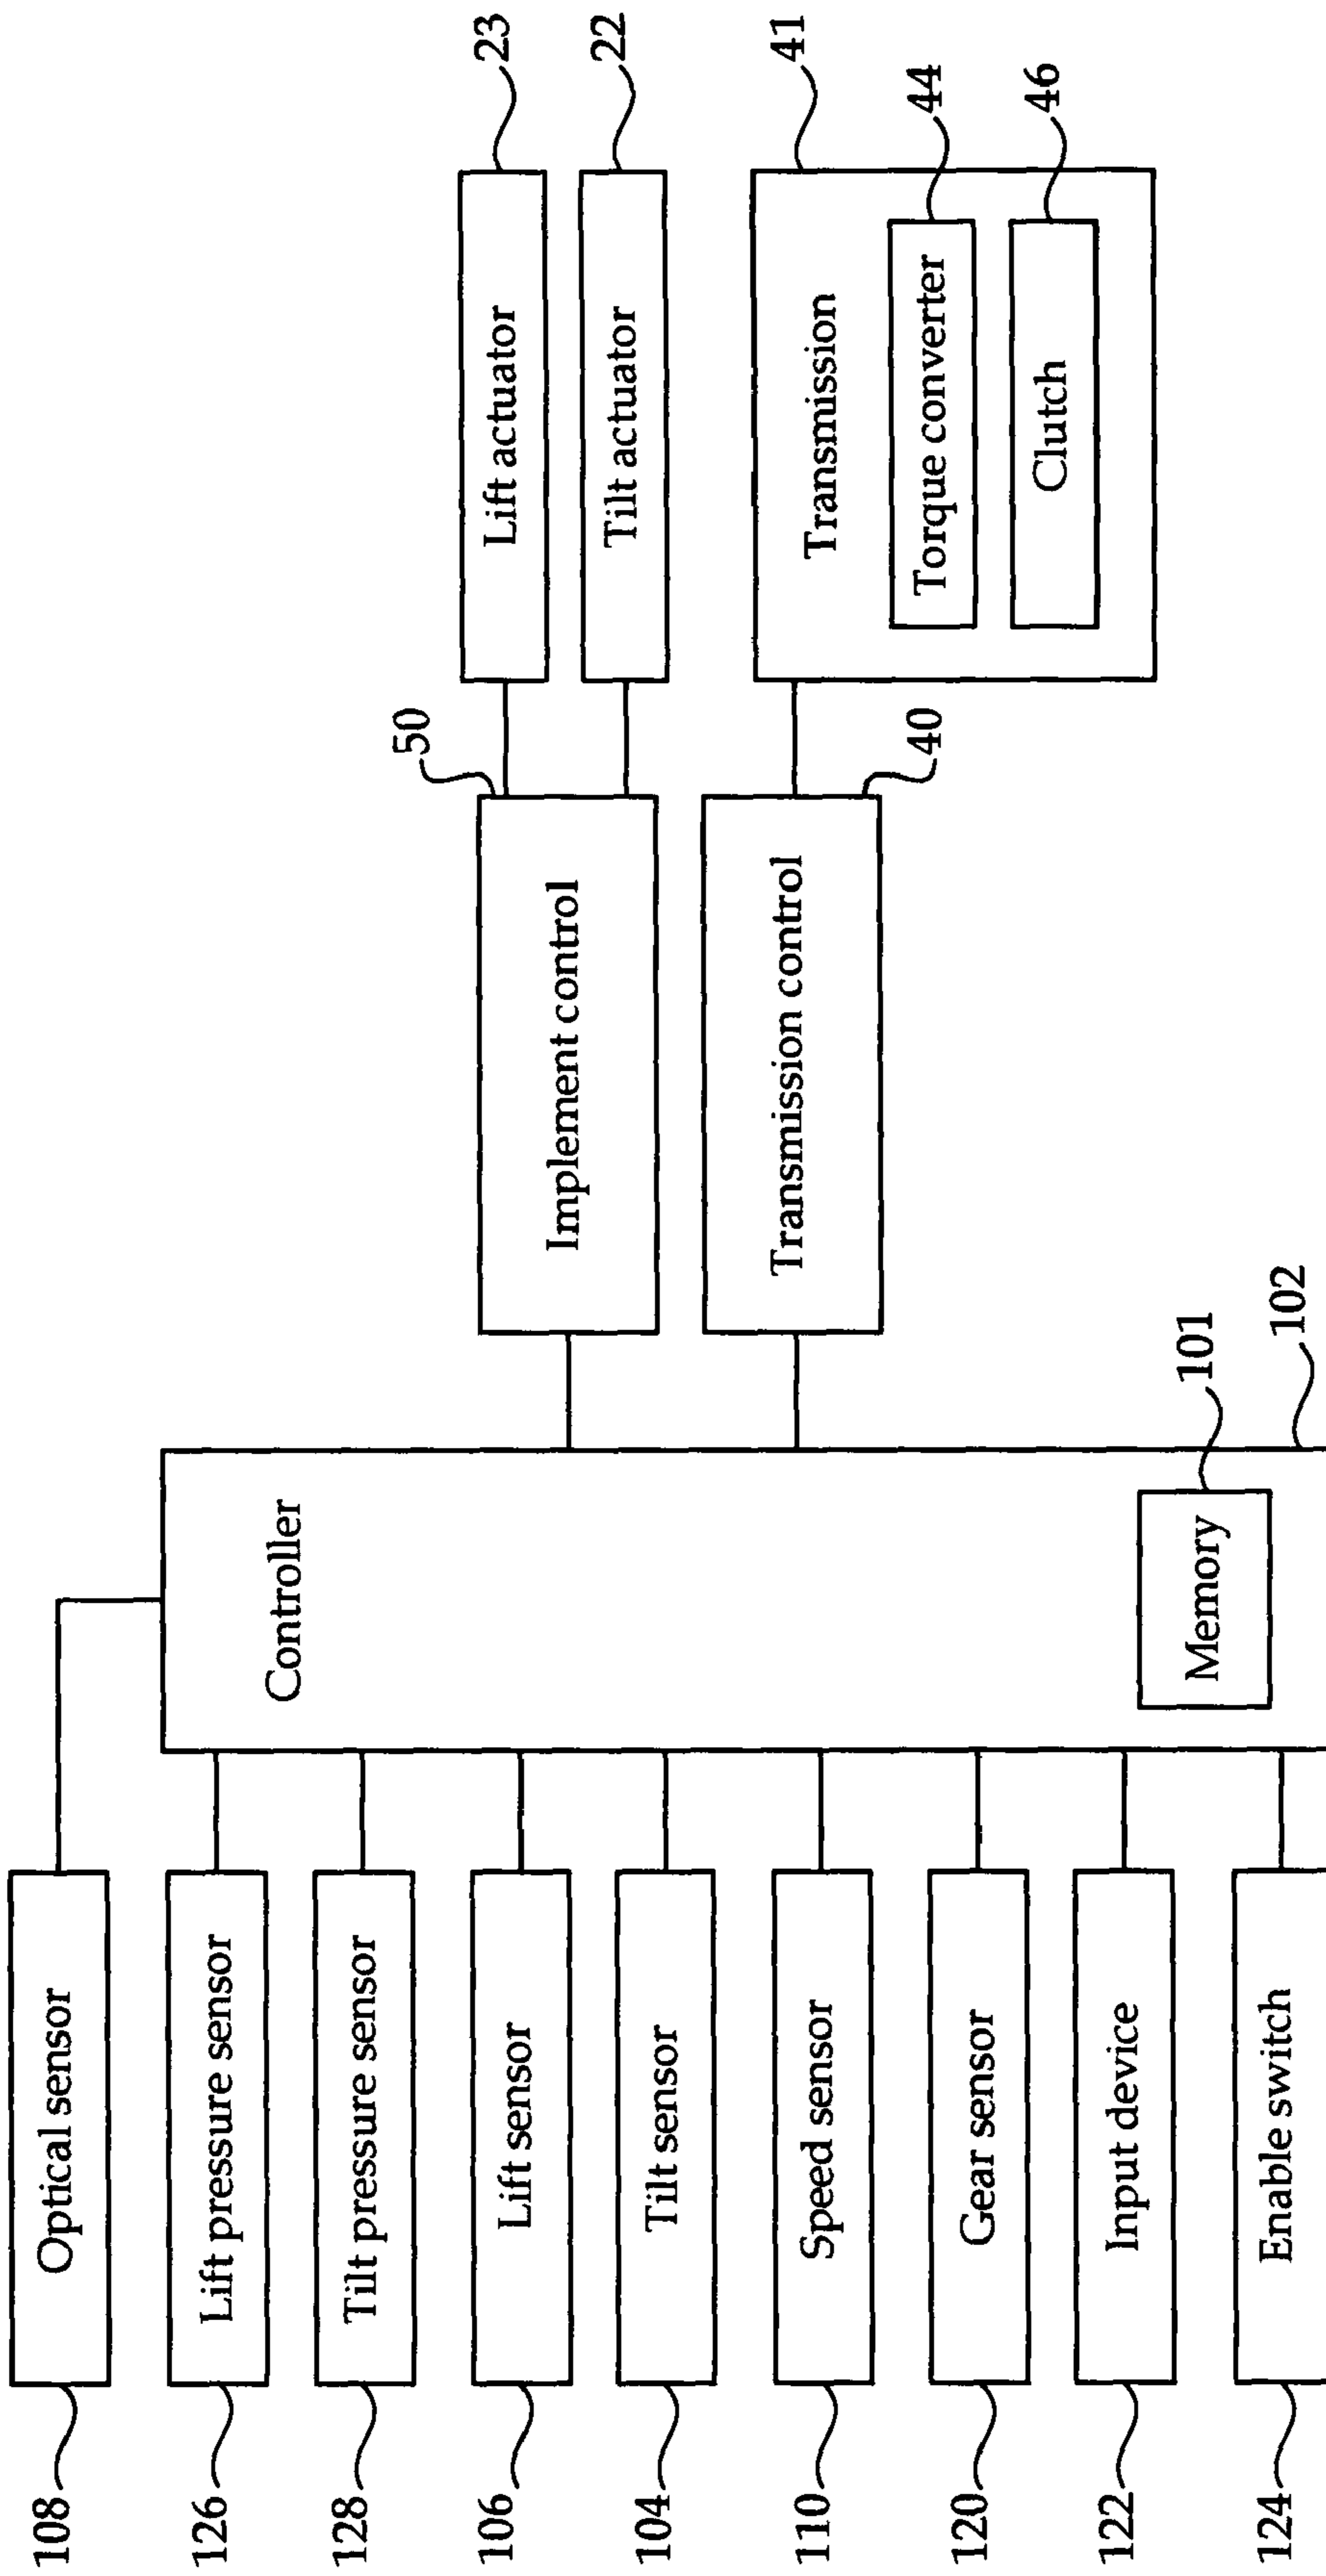 108
Optical sensor
126
Lift pressure sensor
128
Tilt pressure sensor
106
Lift sensor
104
Tilt sensor
110
Speed sensor
120
Gear sensor
122
Input device
124
Enable switch
Controller
Memory
101
102
50
Implement control
Transmission control
40
Lift actuator
23
Tilt actuator
22
Transmission
41
Torque converter
44
Clutch
46